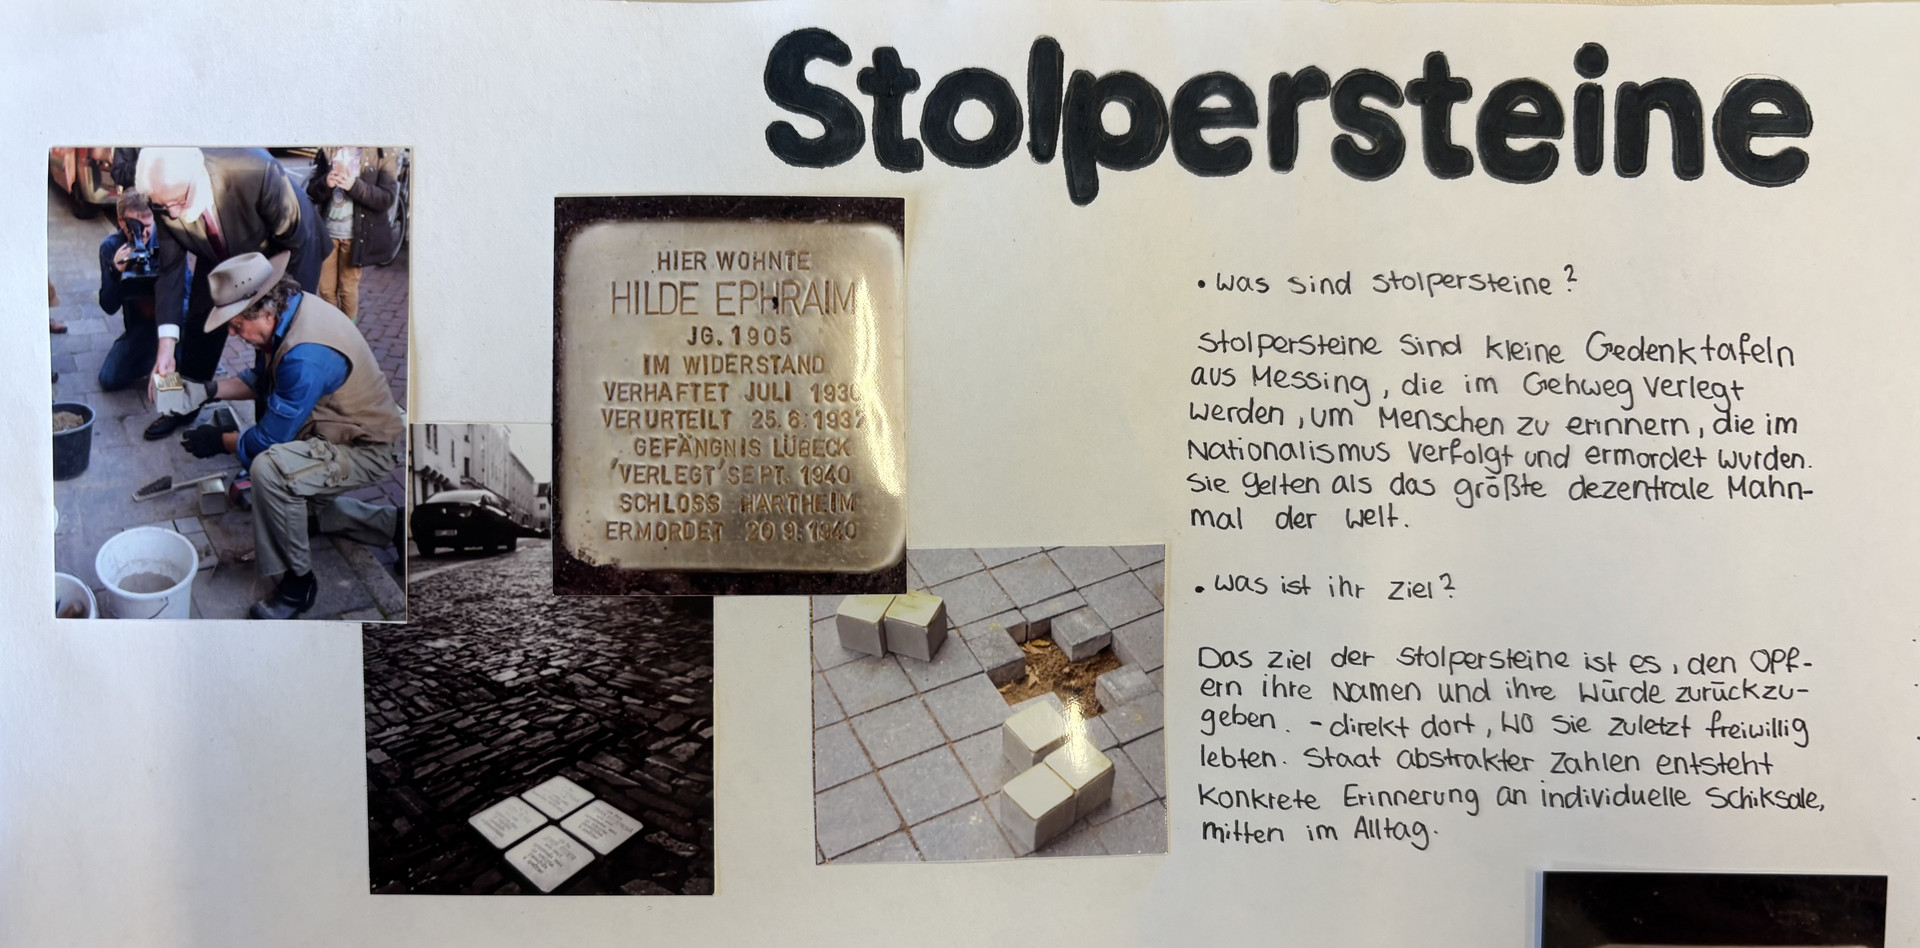 Stolpersteine
HIER WOHNTE
HILDE EPHRAIM
JG. 1905
IM WIDERSTAND
VERHAFTET JULI 1936
VERURTEILT 25.6.1937
GEFÄNGNIS LÜBECK
'VERLEGT' SEPT. 1940
SCHLOSS HARTHEIM
ERMORDET 20.9.1940
• Was sind Stolpersteine?
Stolpersteine sind kleine Gedenktafeln
aus Messing, die im Gehweg verlegt
werden, um Menschen zu erinnern, die im
Nationalismus verfolgt und ermordet wurden.
Sie gelten als das größte dezentrale Mahn-
mal der Welt.
• Was ist ihr Ziel?
Das Ziel der Stolpersteine ist es, den Opf-
ern ihre Namen und ihre Würde zurückzu-
geben. - direkt dort, wo sie zuletzt freiwillig
lebten. Staat abstrakter Zahlen entsteht
konkrete Erinnerung an individuelle Schiksale,
mitten im Alltag.